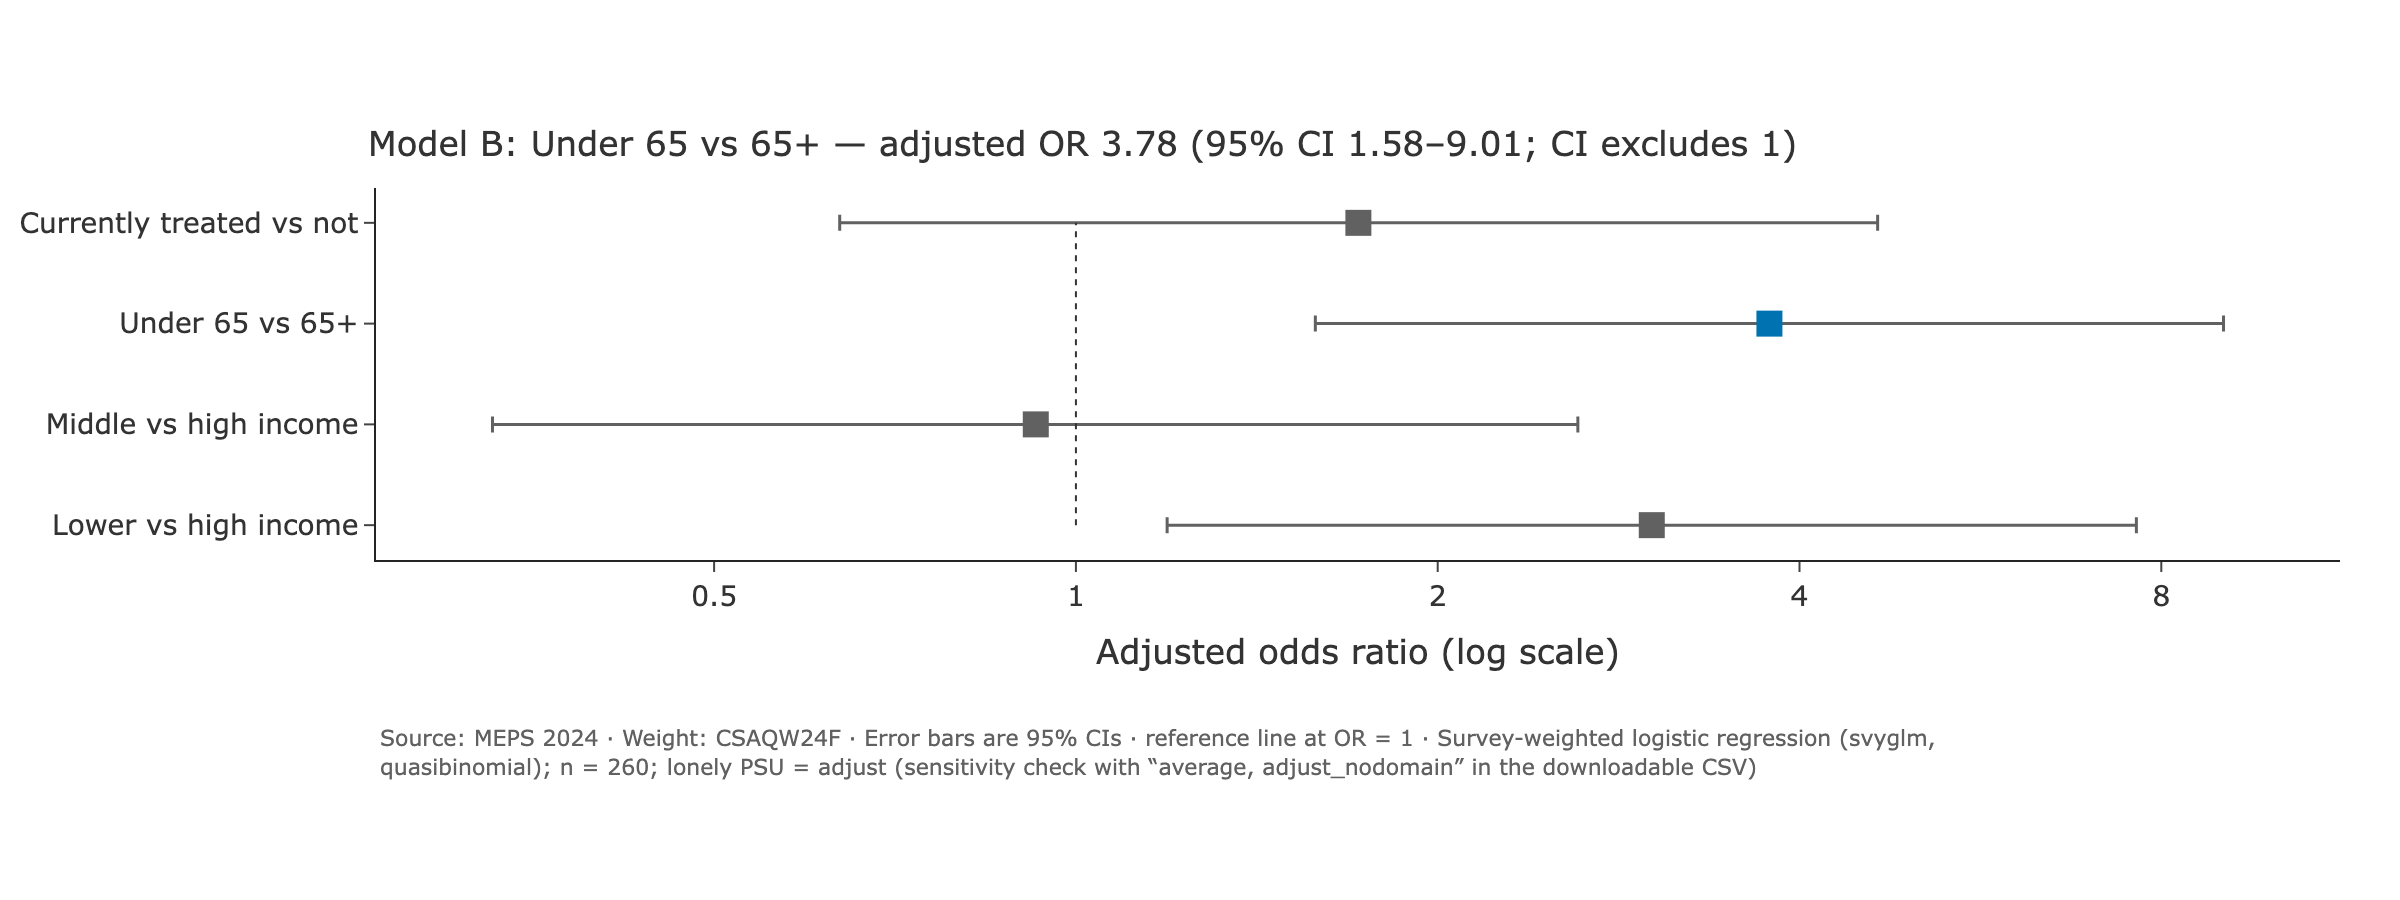 Model B: Under 65 vs 65+ — adjusted OR 3.78 (95% CI 1.58–9.01; CI excludes 1)
Currently treated vs not
Under 65 vs 65+
Middle vs high income
Lower vs high income
0.5 1 2 4 8
Adjusted odds ratio (log scale)
Source: MEPS 2024 · Weight: CSAQW24F · Error bars are 95% CIs · reference line at OR = 1 · Survey-weighted logistic regression (svyglm,
quasibinomial); n = 260; lonely PSU = adjust (sensitivity check with “average, adjust_nodomain” in the downloadable CSV)